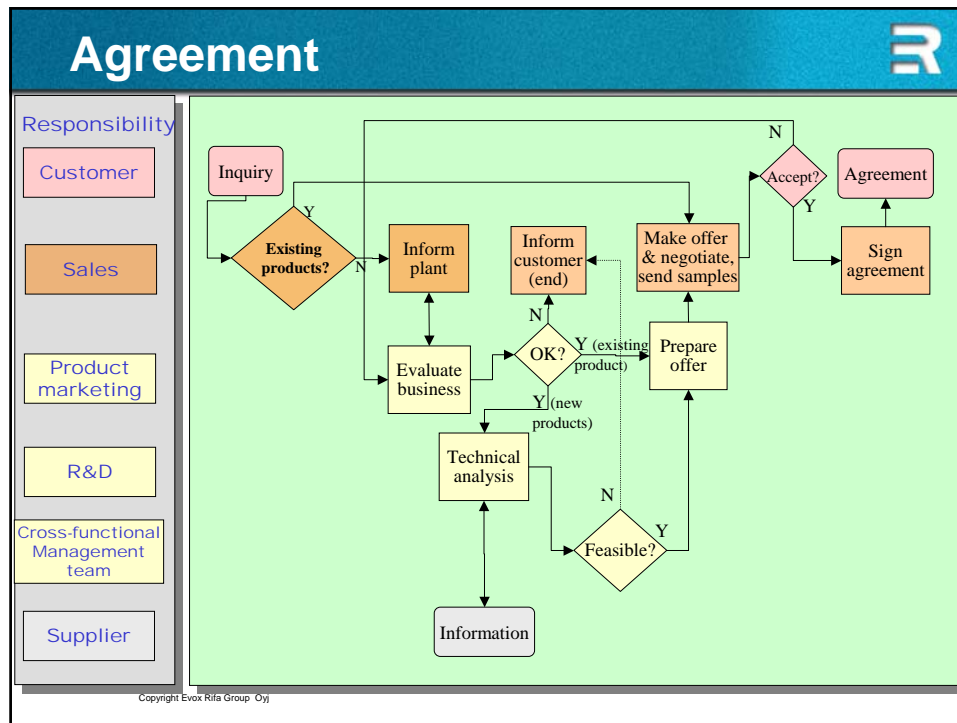 Agreement
Responsibility
Customer
Sales
Product
marketing
R&D
Cross-functional
Management
team
Supplier
Inquiry
Y
Existing
products?
N
Inform
plant
Inform
customer
(end)
Make offer
& negotiate,
send samples
N
Accept?
Y
Agreement
Sign
agreement
Evaluate
business
N
OK?
Y (existing
product)
Prepare
offer
Y (new
products)
Technical
analysis
N
Feasible?
Y
Information
Copyright Evox Rifa Group Oyj